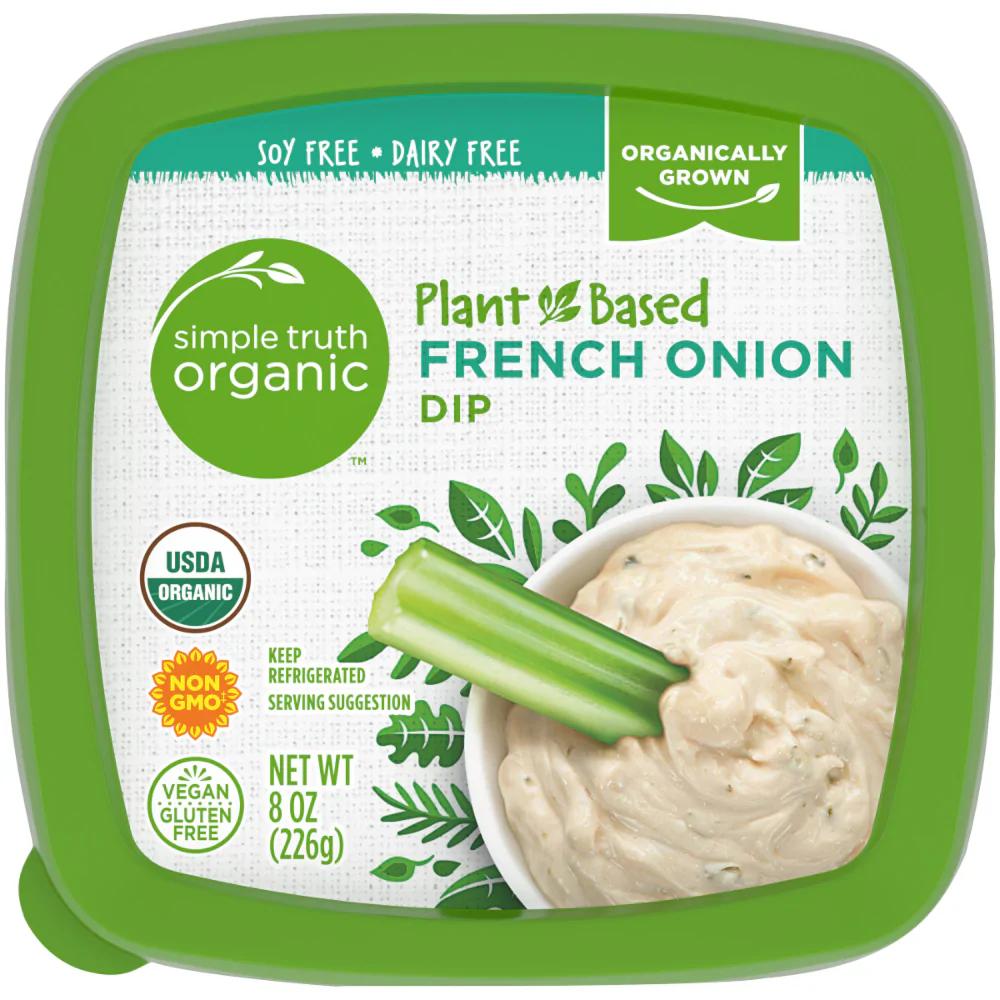 SOY FREE • DAIRY FREE
ORGANICALLY
GROWN
simple truth
organic
™
Plant Based
FRENCH ONION
DIP
USDA
ORGANIC
NON
GMO‡
KEEP
REFRIGERATED
SERVING SUGGESTION
VEGAN
GLUTEN
FREE
NET WT
8 OZ
(226g)